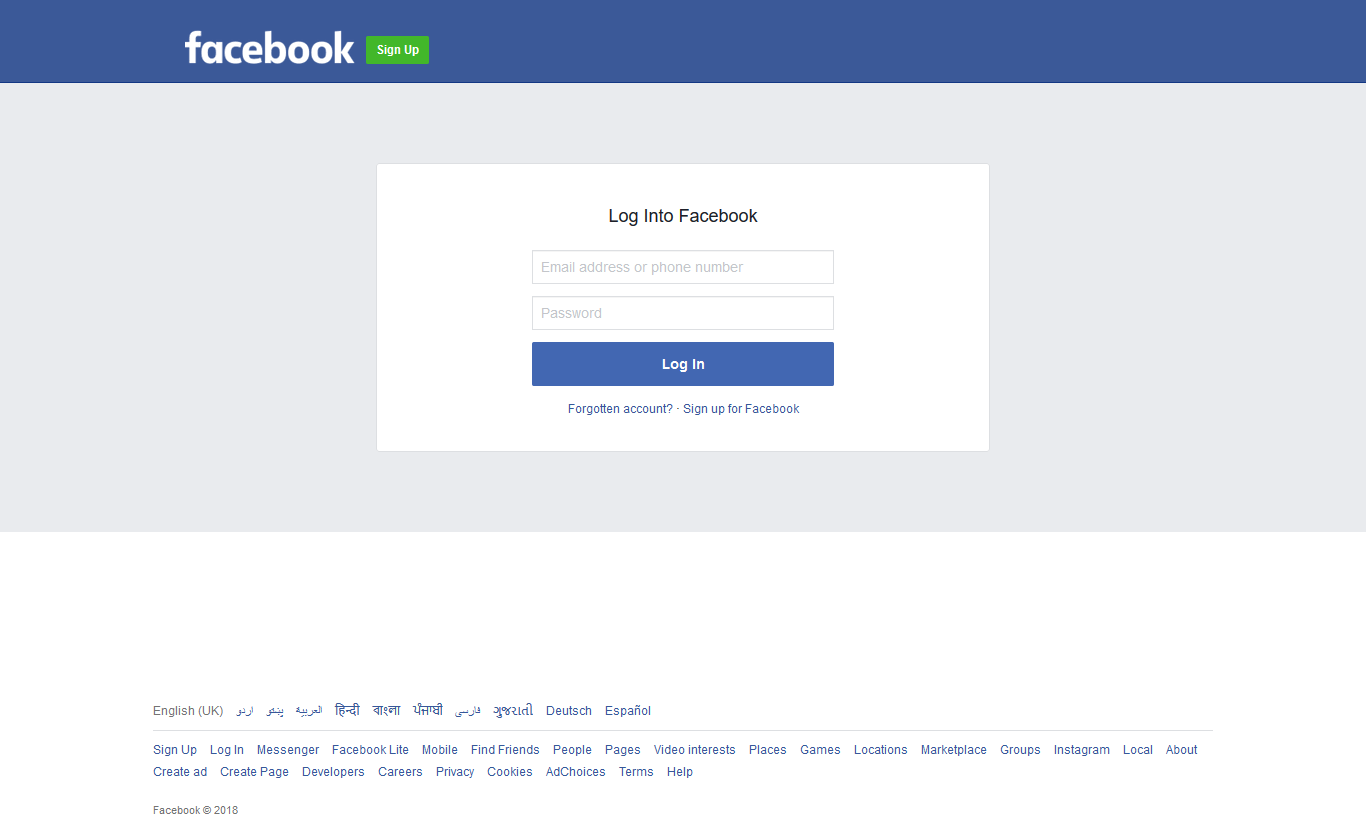 facebook Sign Up
Log Into Facebook
Email address or phone number
Password
Log In
Forgotten account? · Sign up for Facebook
English (UK) اردو پښتو العربية हिन्दी বাংলা ਪੰਜਾਬੀ فارسی ગુજરાતી Deutsch Español
Sign Up Log In Messenger Facebook Lite Mobile Find Friends People Pages Video interests Places Games Locations Marketplace Groups Instagram Local About
Create ad Create Page Developers Careers Privacy Cookies AdChoices Terms Help
Facebook © 2018